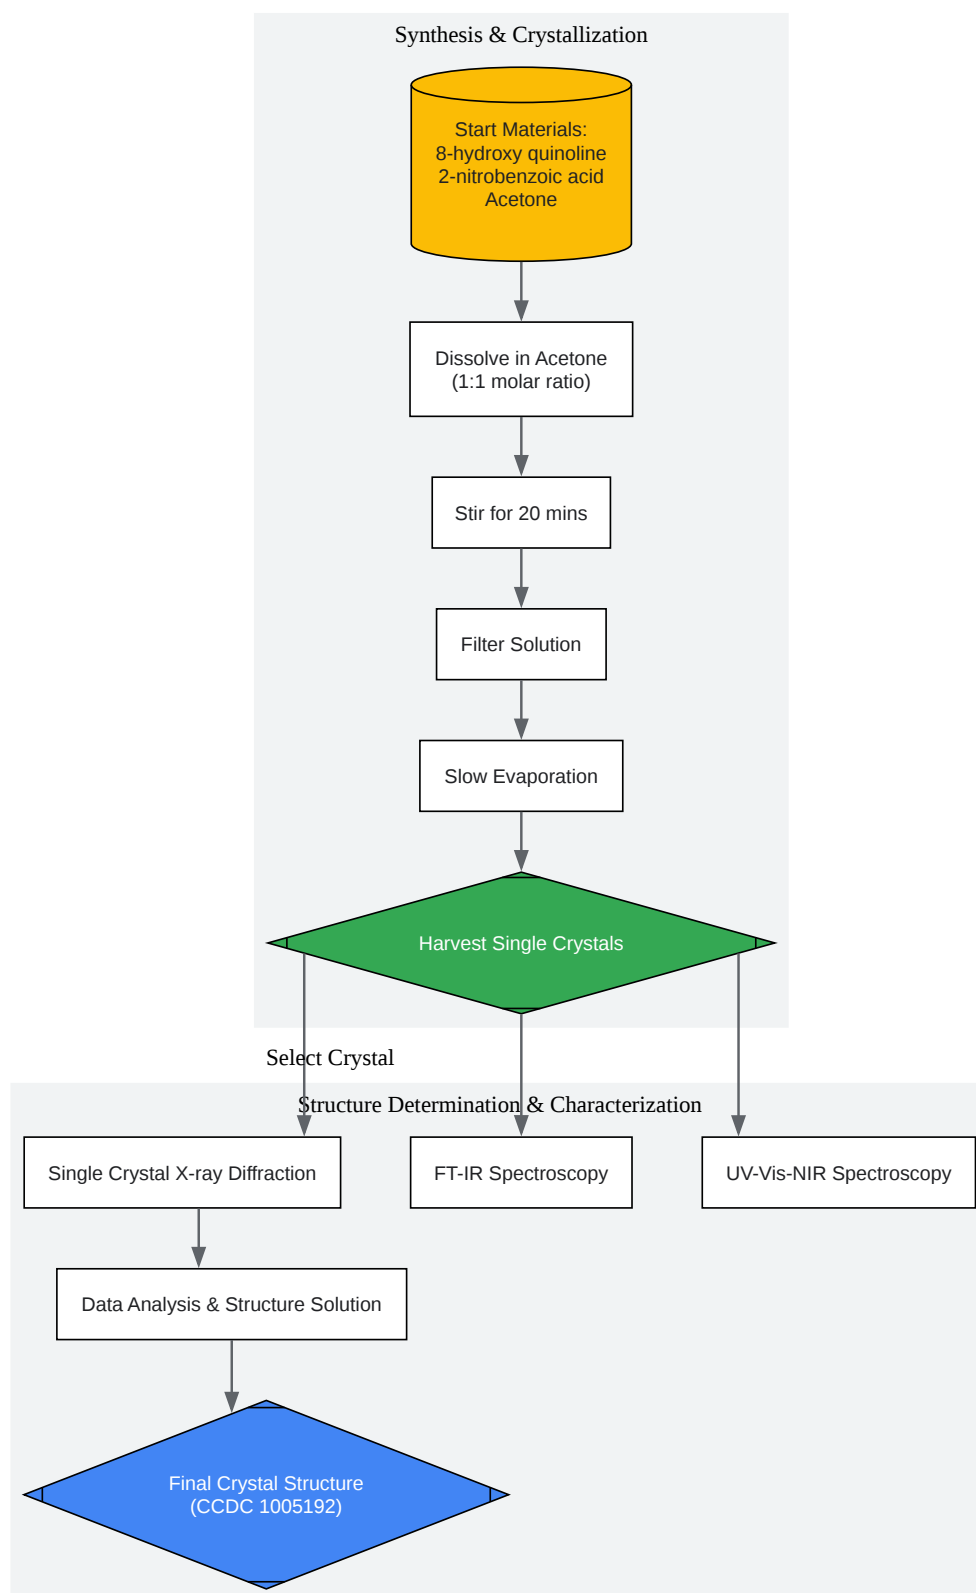 Synthesis & Crystallization
Start Materials:
8-hydroxy quinoline
2-nitrobenzoic acid
Acetone
Dissolve in Acetone
(1:1 molar ratio)
Stir for 20 mins
Filter Solution
Slow Evaporation
Harvest Single Crystals
Select Crystal
Structure Determination & Characterization
Single Crystal X-ray Diffraction
FT-IR Spectroscopy
UV-Vis-NIR Spectroscopy
Data Analysis & Structure Solution
Final Crystal Structure
(CCDC 1005192)